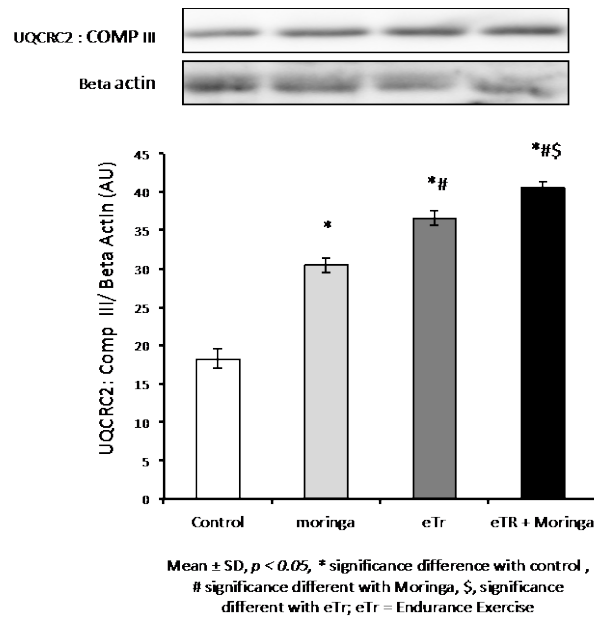 UQCRC2 : COMP III
Beta actin
UQCR2: Comp III/ Beta Actin (AU)
45
40
35
30
25
20
15
10
5
0
*
*#
*#$
Control
moringa
eTr
eTR + Moringa
Mean ± SD, p < 0.05, * significance difference with control ,
# significance different with Moringa, $, significance
different with eTr; eTr = Endurance Exercise